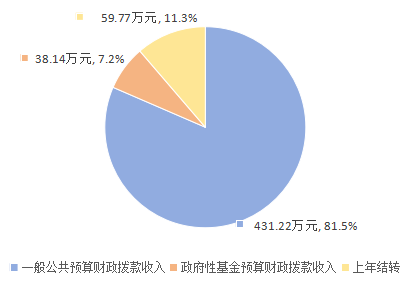 59.77万元, 11.3%
38.14万元, 7.2%
431.22万元, 81.5%
一般公共预算财政拨款收入 政府性基金预算财政拨款收入 上年结转